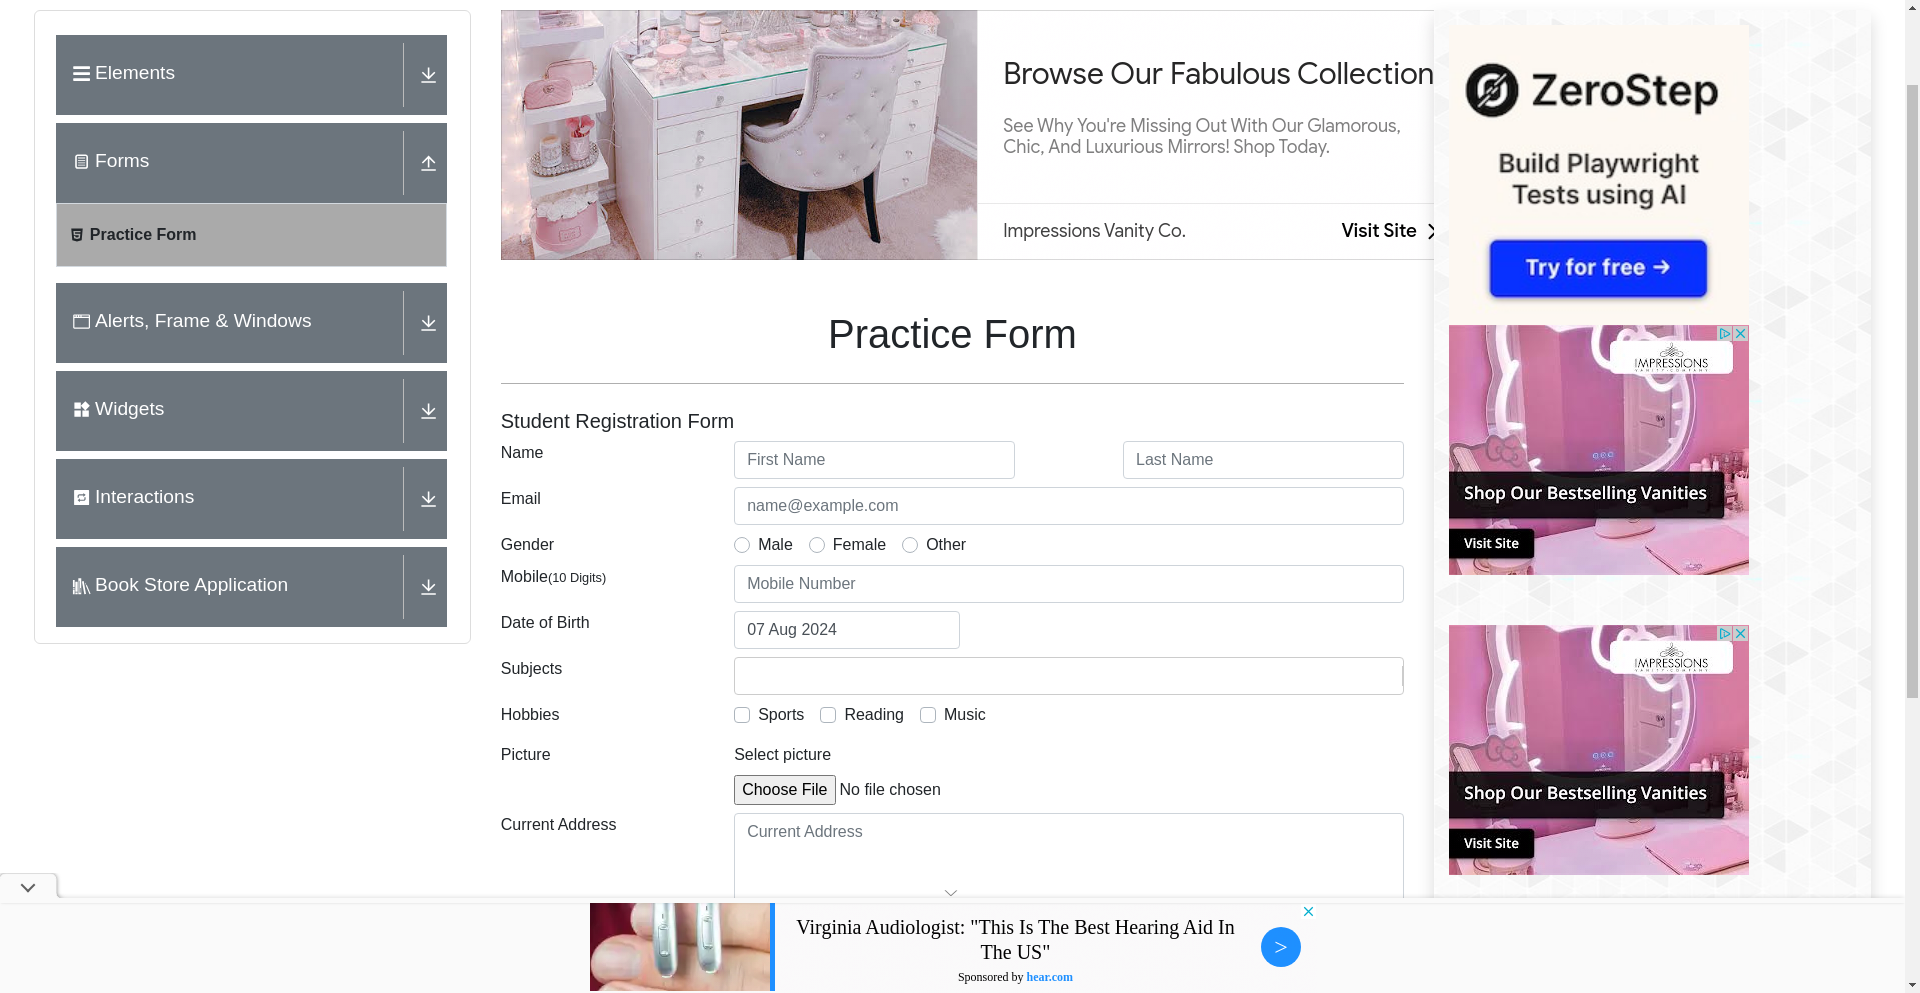 Elements
Forms
Practice Form
Alerts, Frame & Windows
Widgets
Interactions
Book Store Application
Browse Our Fabulous Collection
See Why You're Missing Out With Our Glamorous,
Chic, And Luxurious Mirrors! Shop Today.
Impressions Vanity Co.
Visit Site
Practice Form
Student Registration Form
Name
First Name
Last Name
Email
name@example.com
Gender
Male
Female
Other
Mobile(10 Digits)
Mobile Number
Date of Birth
07 Aug 2024
Subjects
Hobbies
Sports
Reading
Music
Picture
Select picture
Choose File No file chosen
Current Address
Current Address
ZeroStep
Build Playwright
Tests using AI
Try for free →
IMPRESSIONS
VANITY · COMPANY
Shop Our Bestselling Vanities
Visit Site
IMPRESSIONS
VANITY · COMPANY
Shop Our Bestselling Vanities
Visit Site
Virginia Audiologist: "This Is The Best Hearing Aid In
The US"
Sponsored by hear.com
>